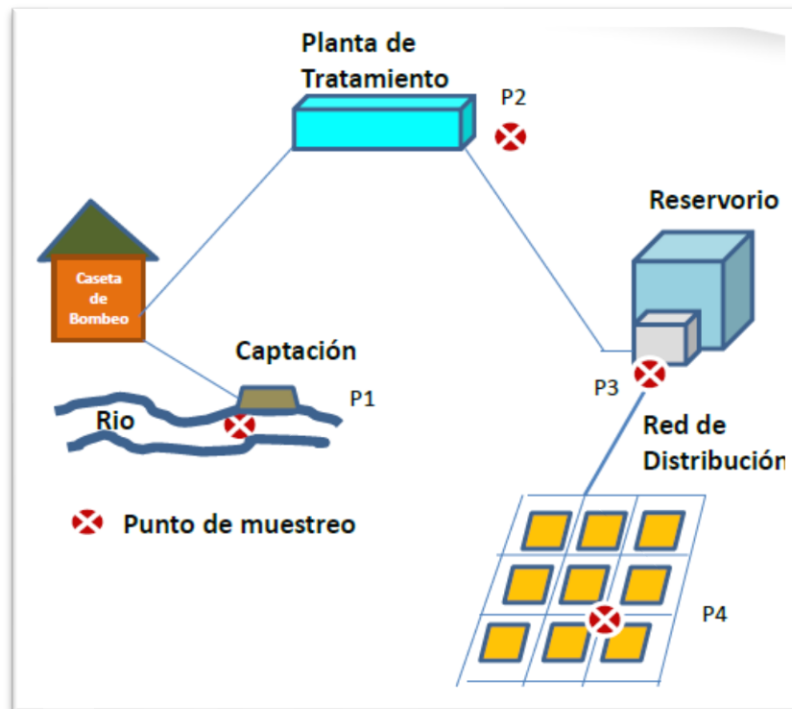 Planta de
Tratamiento
P2
Reservorio
Caseta
de
Bombeo
Captación
P1
Rio
P3
Red de
Distribución
Punto de muestreo
P4